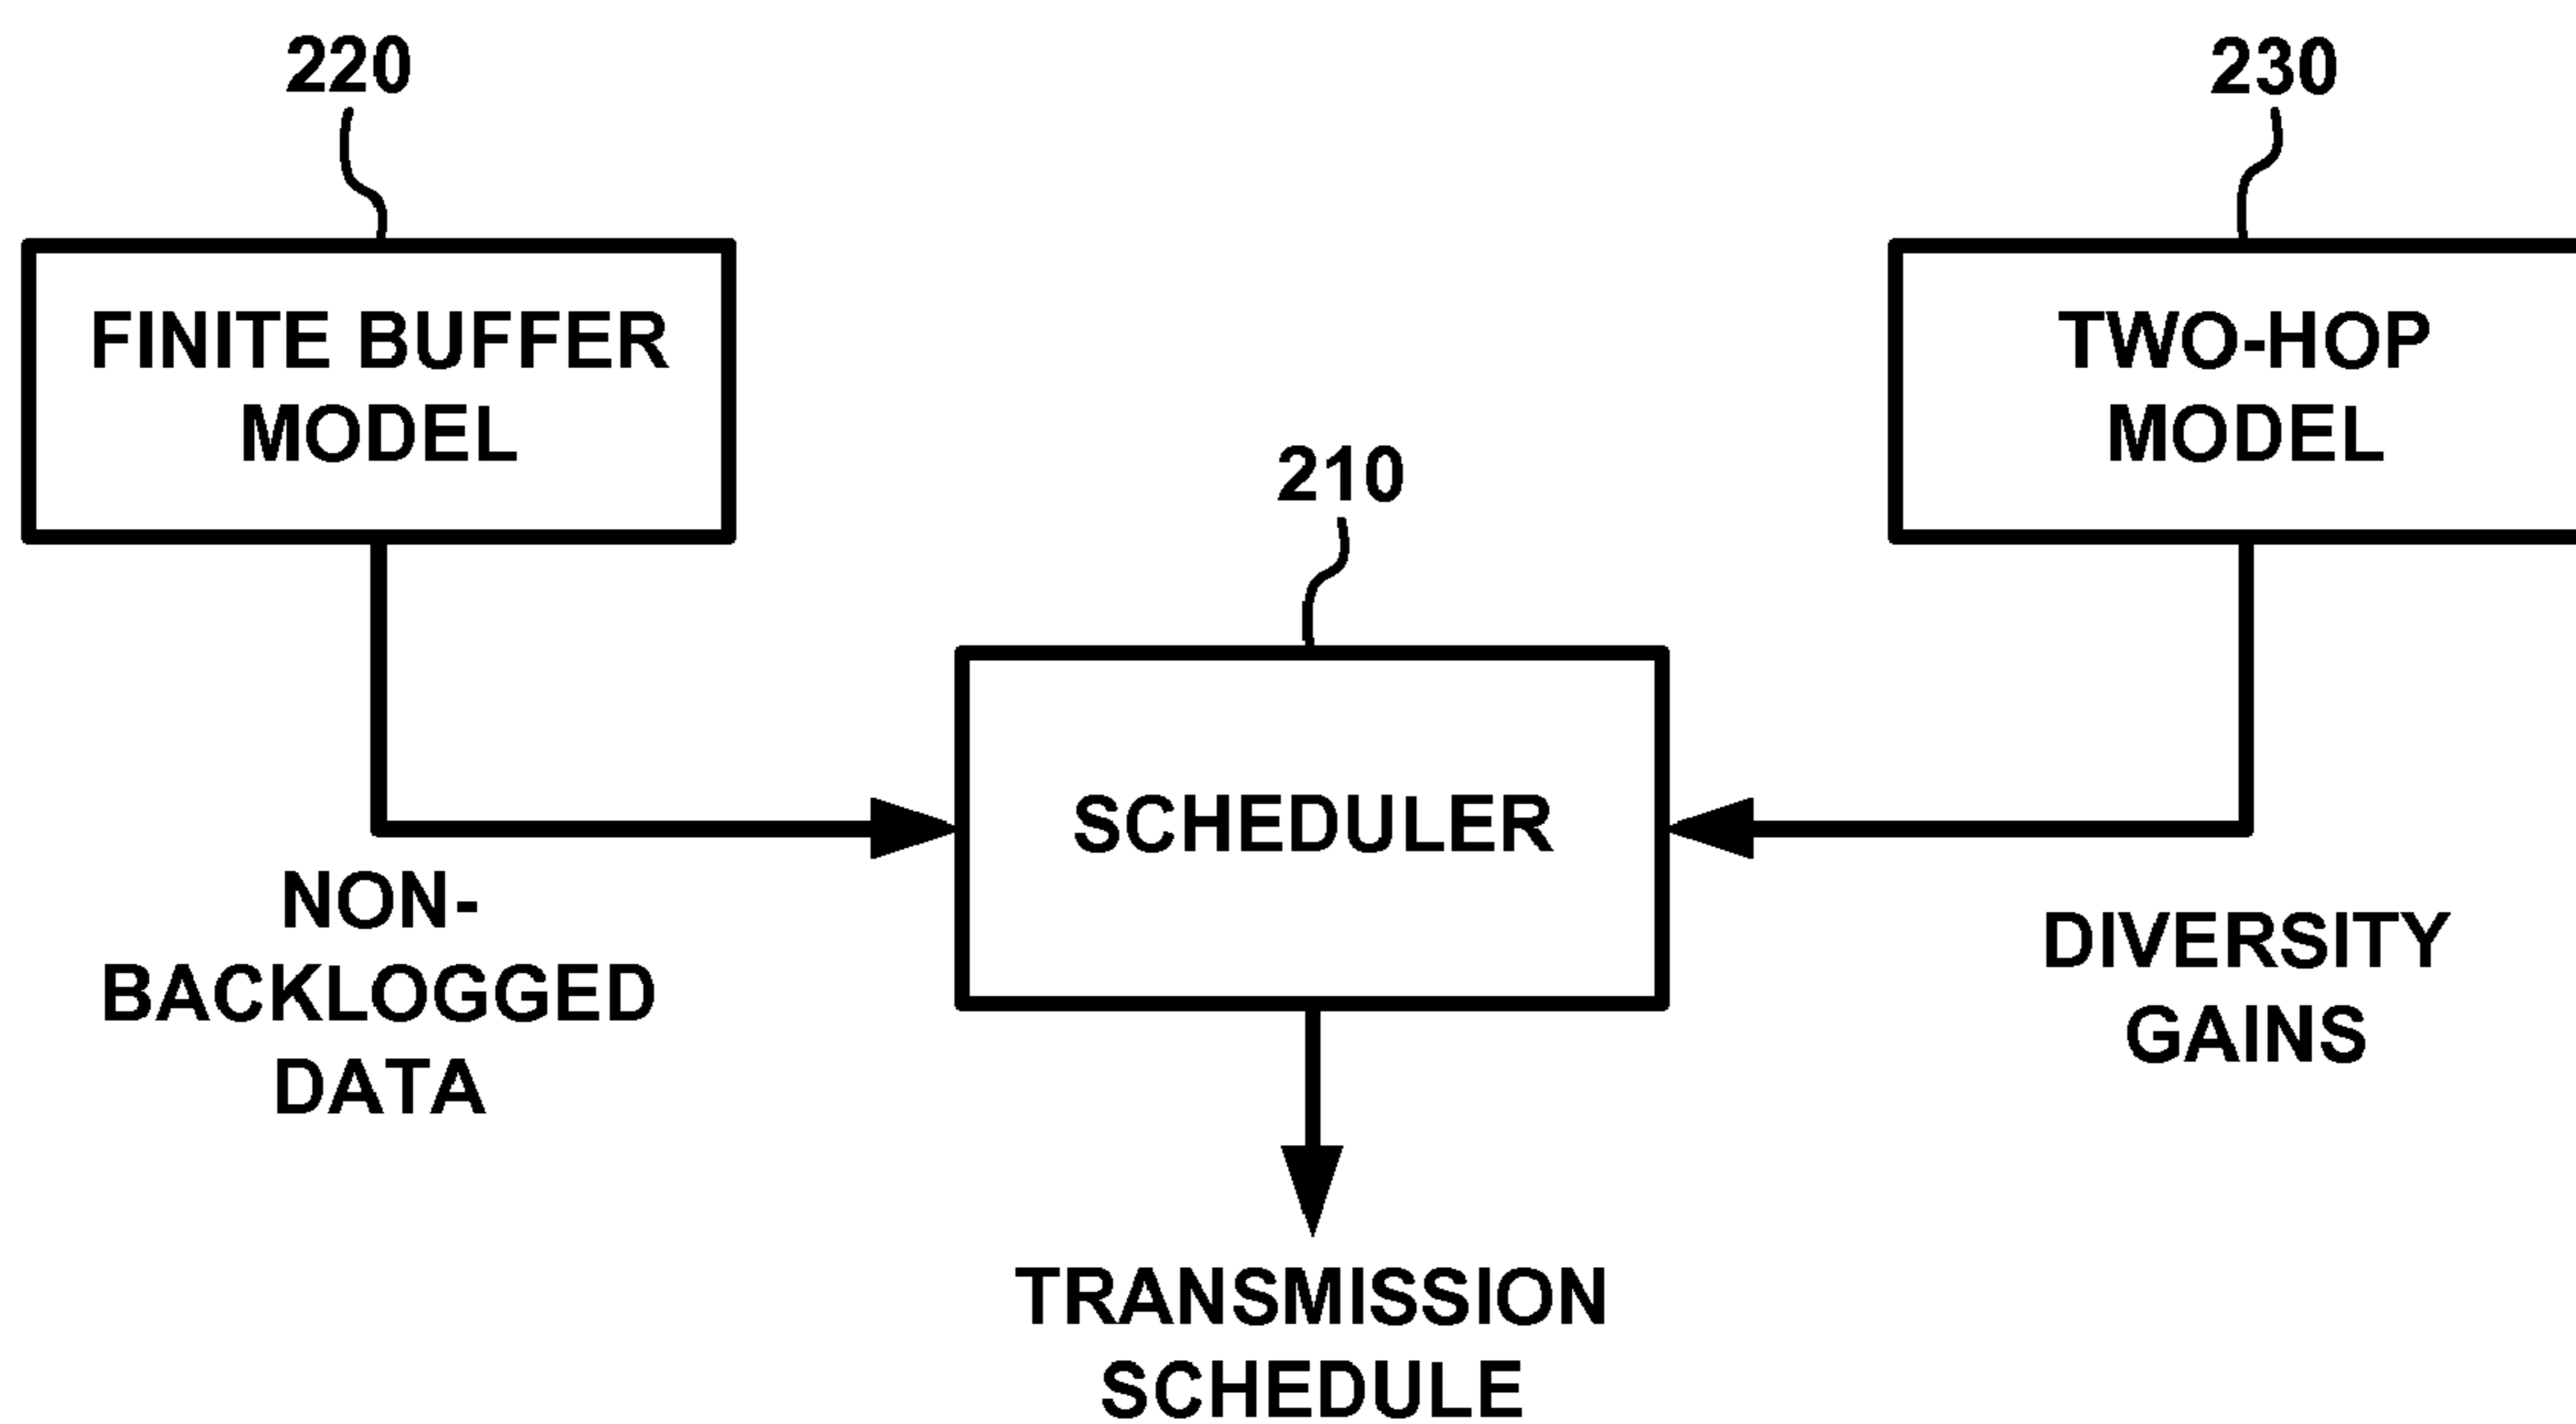 220
230
FINITE BUFFER
MODEL
TWO-HOP
MODEL
210
SCHEDULER
NON-
BACKLOGGED
DATA
DIVERSITY
GAINS
TRANSMISSION
SCHEDULE